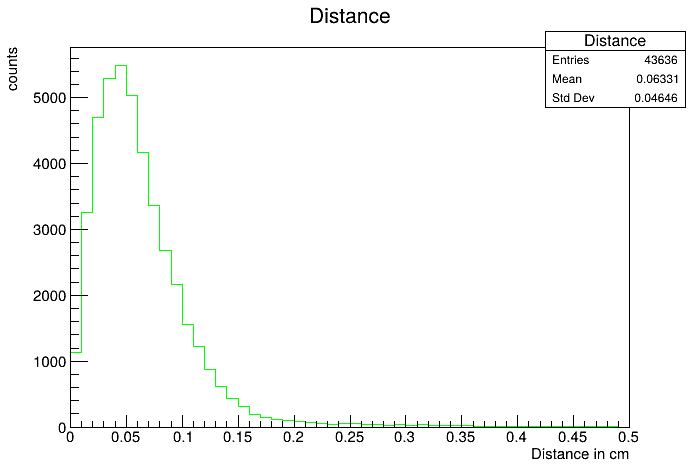 Distance
counts
Distance
Entries 43636
Mean 0.06331
Std Dev 0.04646
5000
4000
3000
2000
1000
0
0 0.05 0.1 0.15 0.2 0.25 0.3 0.35 0.4 0.45 0.5
Distance in cm